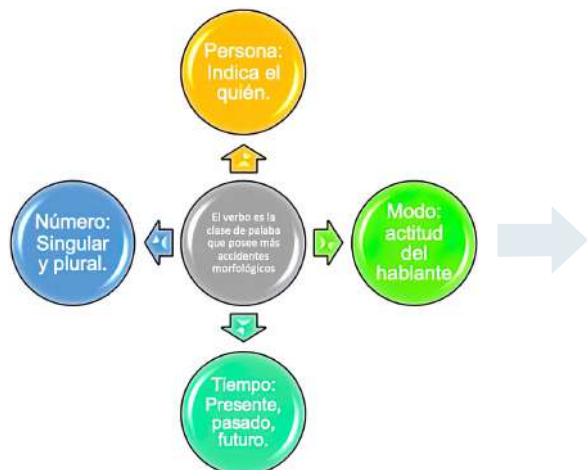 Persona:
Indica el
quién.
Número:
Singular
y plural.
El verbo es la
clase de palaba
que posee más
accidentes
morfológicos
Modo:
actitud
del
hablante
Tiempo:
Presente,
pasado,
futuro.